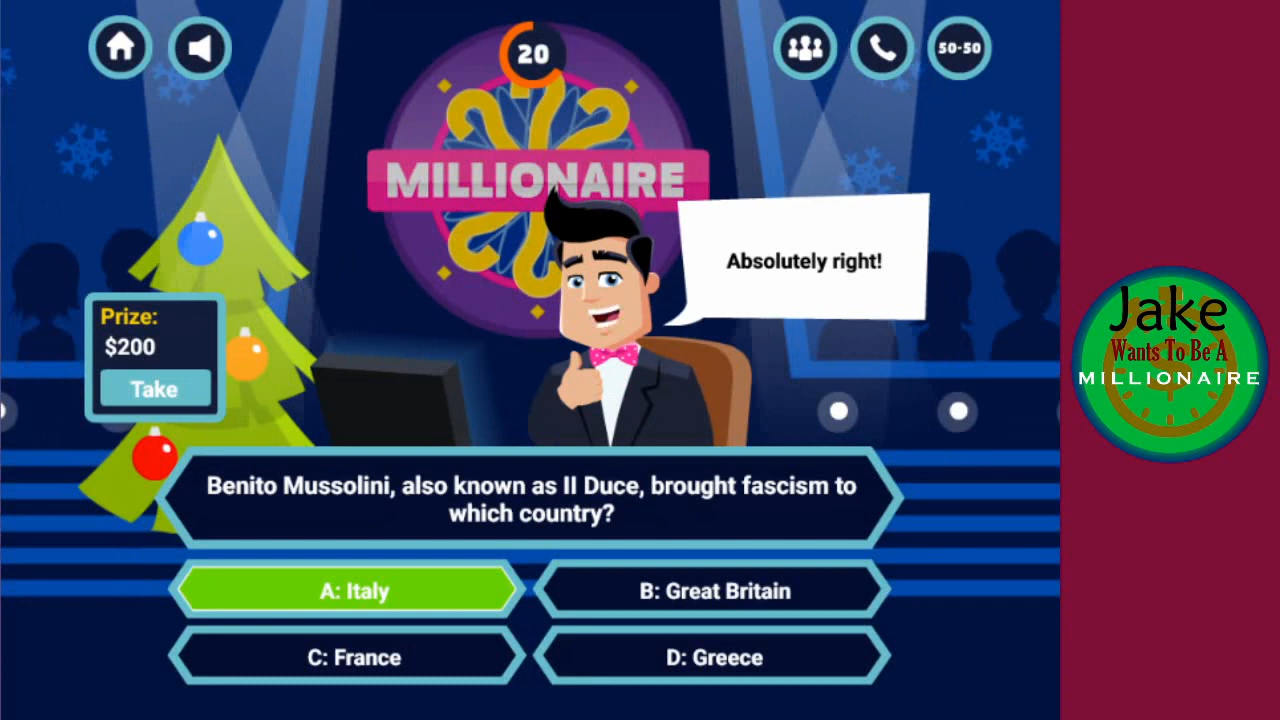 20
50-50
MILLIONAIRE
Absolutely right!
Prize:
$200
Take
Jake
Wants To Be A
MILLIONAIRE
Benito Mussolini, also known as Il Duce, brought fascism to
which country?
A: Italy
B: Great Britain
C: France
D: Greece